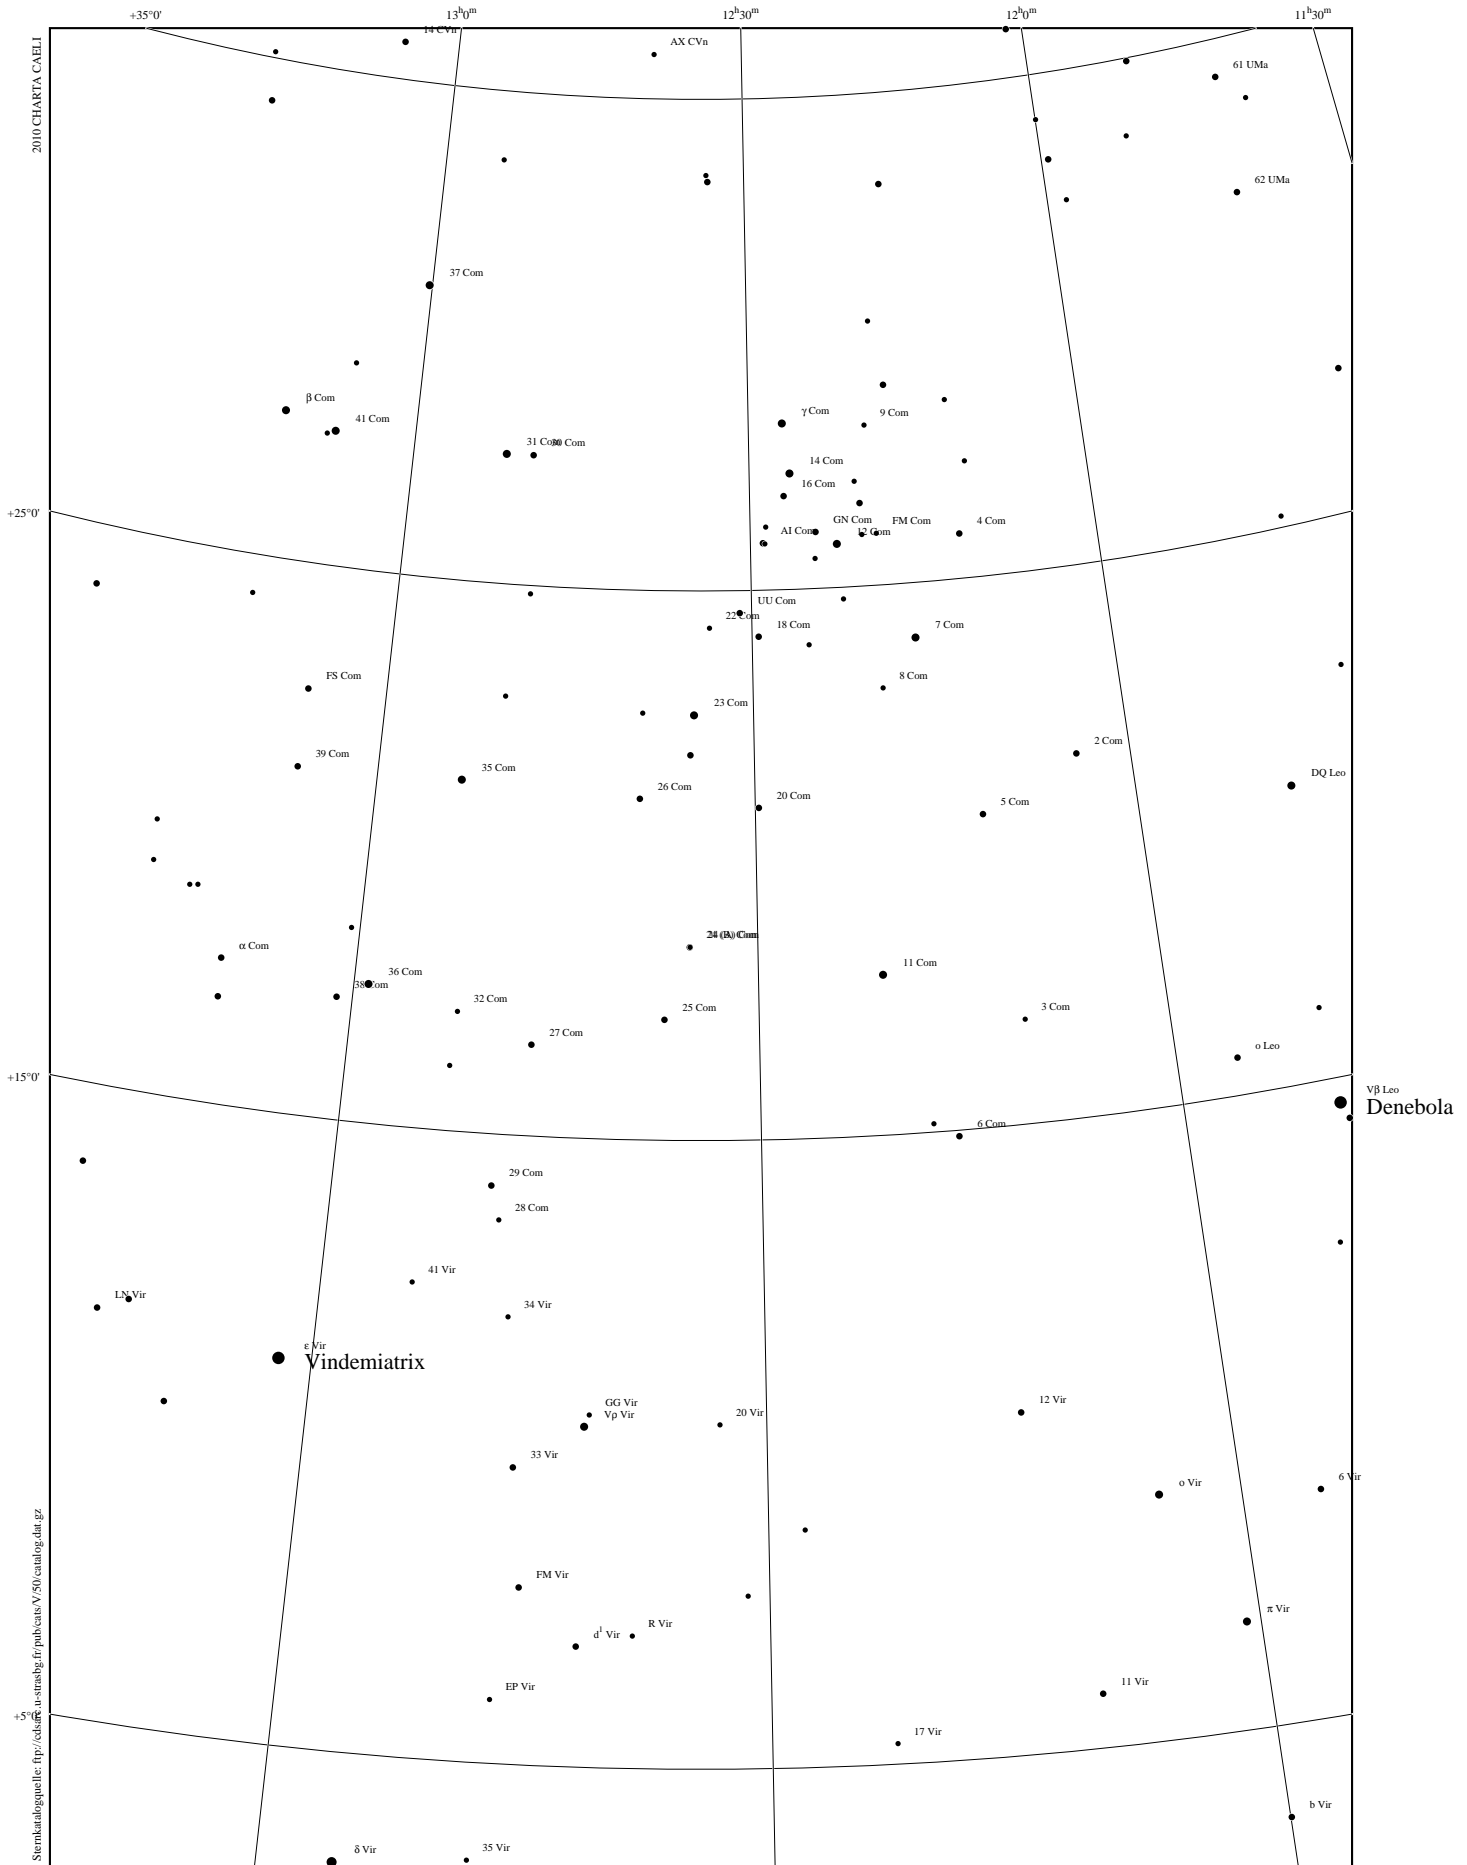 +35°0'
13h0m
12h30m
12h0m
11h30m
2010 CHARTA CAELI
14 CVn
AX CVn
61 UMa
62 UMa
37 Com
β Com
41 Com
31 Com
30 Com
γ Com
9 Com
14 Com
16 Com
+25°0'
AI Com
GN Com
12 Com
FM Com
4 Com
UU Com
22 Com
18 Com
7 Com
FS Com
8 Com
23 Com
39 Com
2 Com
35 Com
DQ Leo
26 Com
20 Com
5 Com
α Com
36 Com
38 Com
11 Com
32 Com
25 Com
3 Com
27 Com
ο Leo
+15°0'
Vβ Leo
Denebola
6 Com
29 Com
28 Com
41 Vir
LN Vir
34 Vir
ε Vir
Vindemiatrix
GG Vir
Vρ Vir
20 Vir
12 Vir
33 Vir
ο Vir
6 Vir
FM Vir
π Vir
R Vir
d1 Vir
EP Vir
11 Vir
+5°0'
17 Vir
b Vir
δ Vir
35 Vir
Sternkatalogquelle: ftp://cdsarc.u-strasbg.fr/pub/cats/V/50/catalog.dat.gz